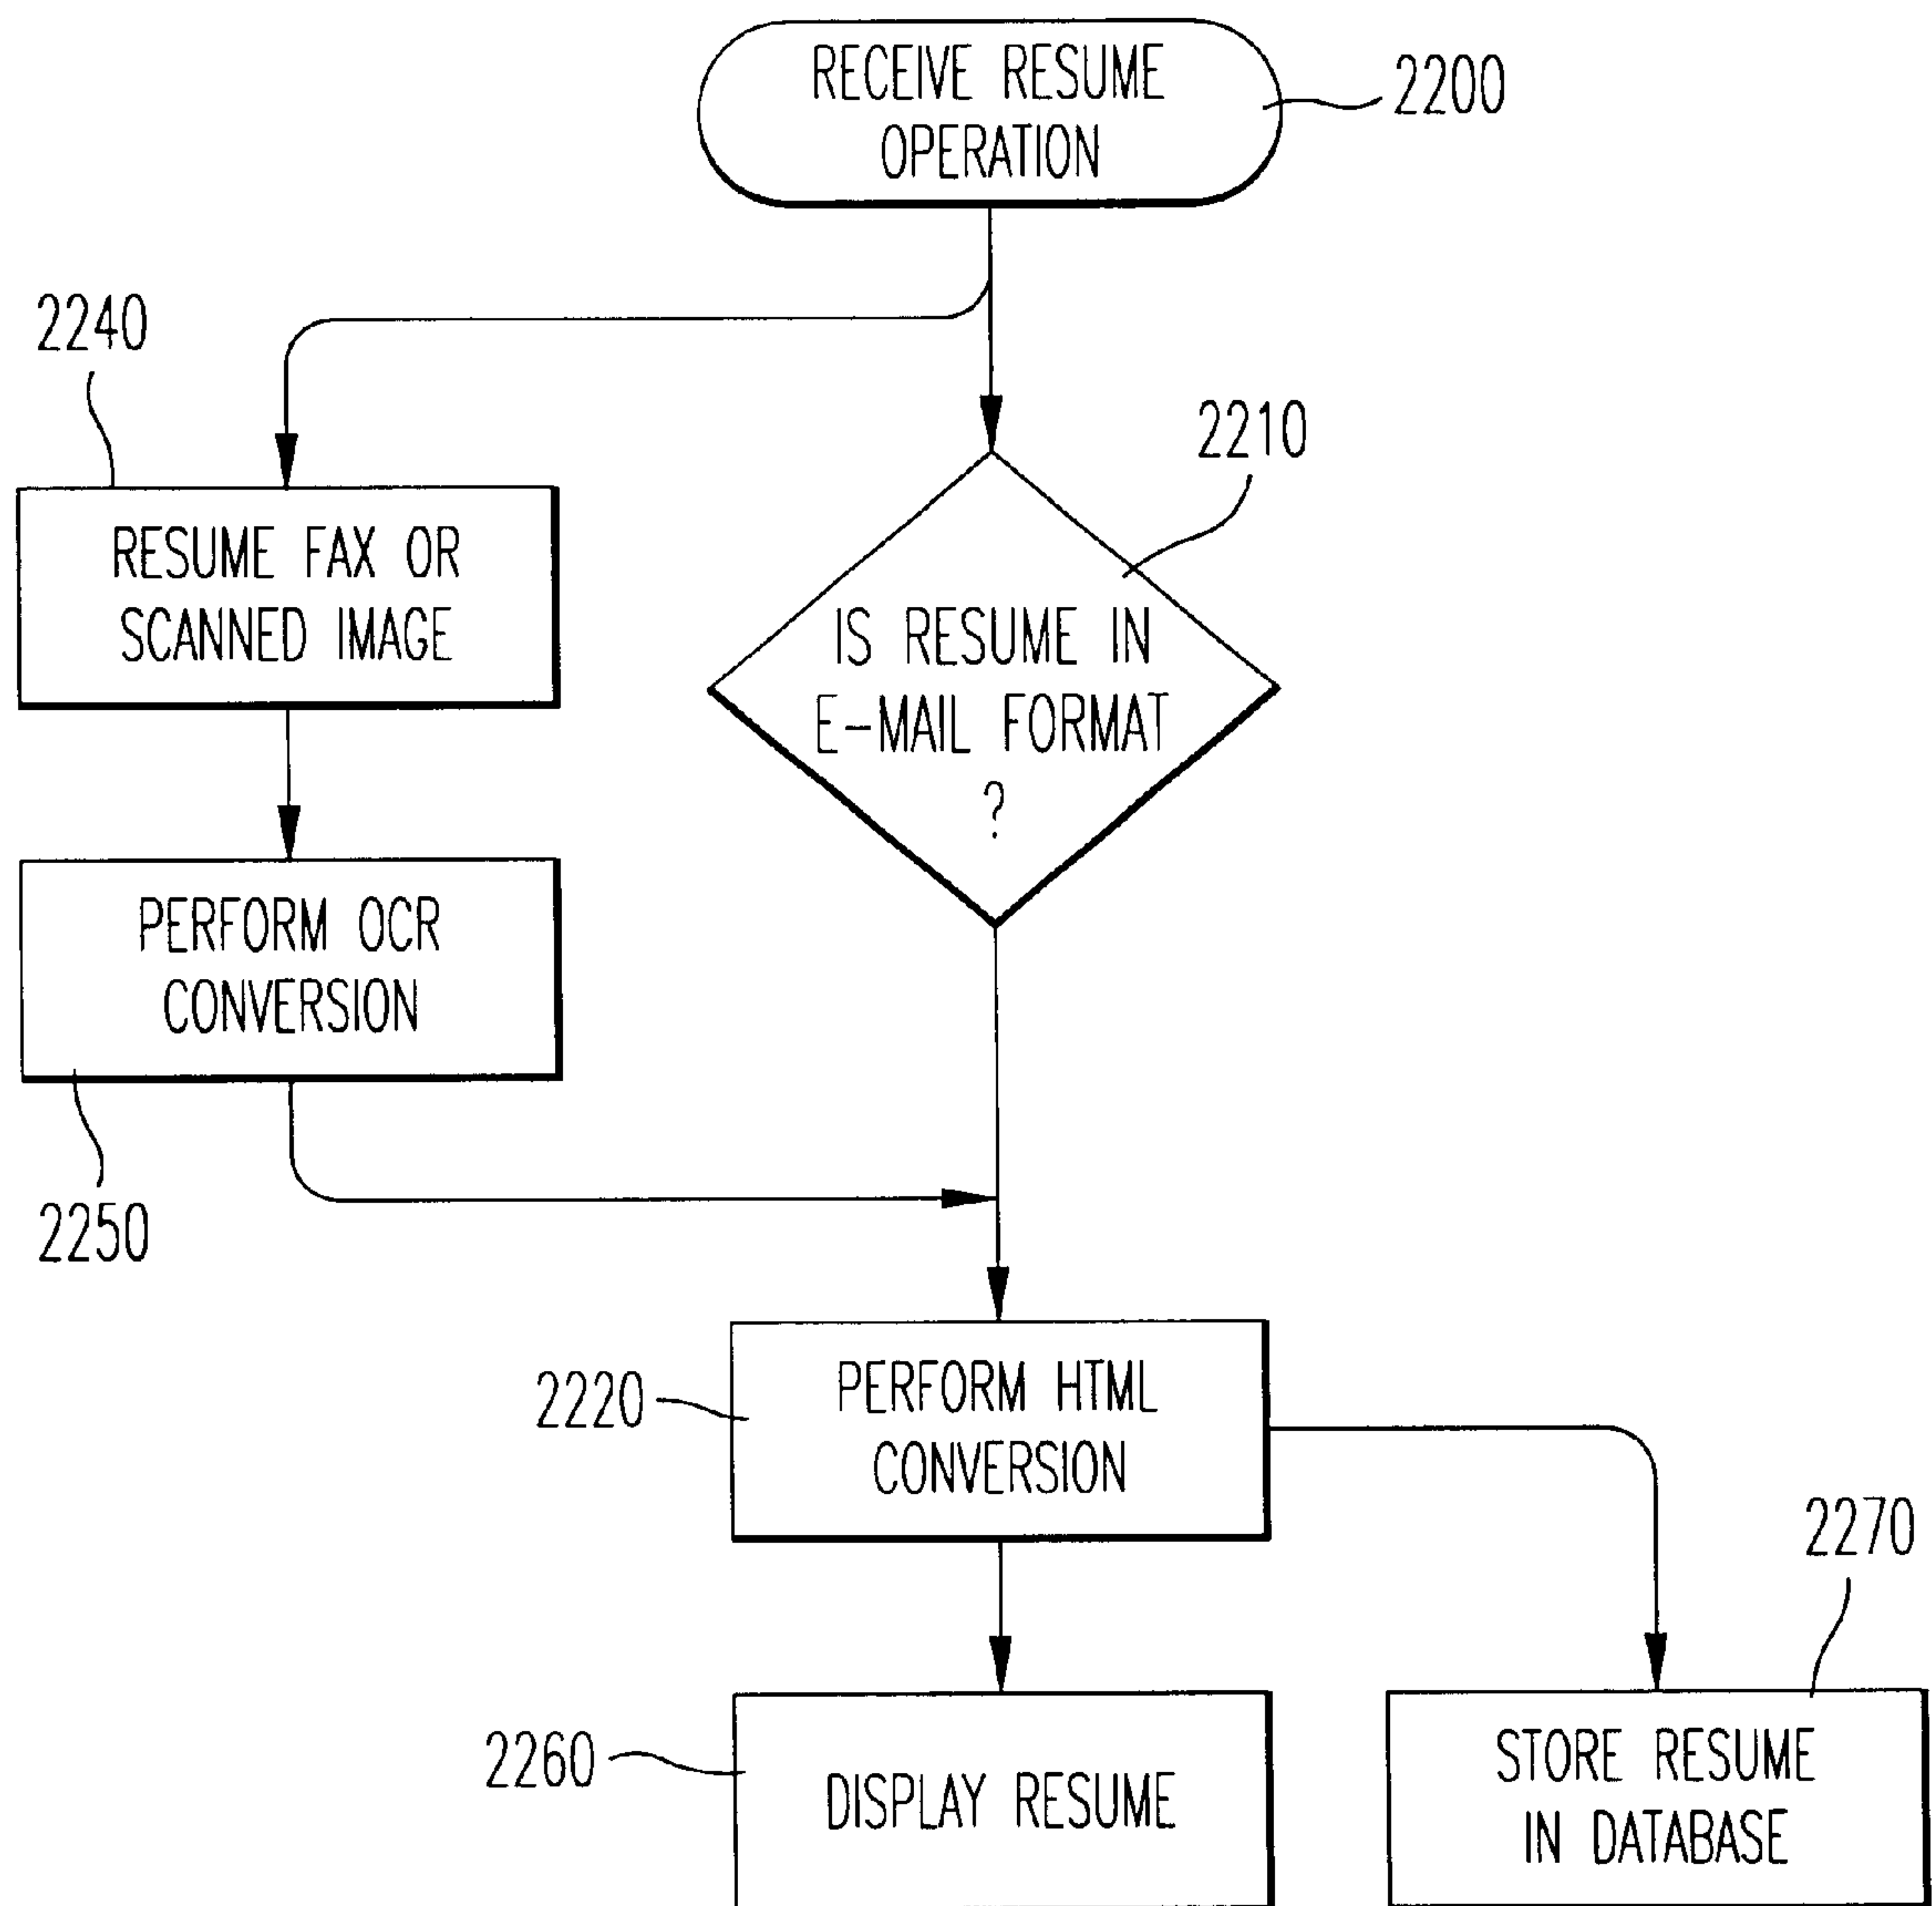 RECEIVE RESUME
OPERATION
2200
2240
2210
RESUME FAX OR
SCANNED IMAGE
IS RESUME IN
E-MAIL FORMAT
?
PERFORM OCR
CONVERSION
2250
2220
PERFORM HTML
CONVERSION
2270
2260
DISPLAY RESUME
STORE RESUME
IN DATABASE